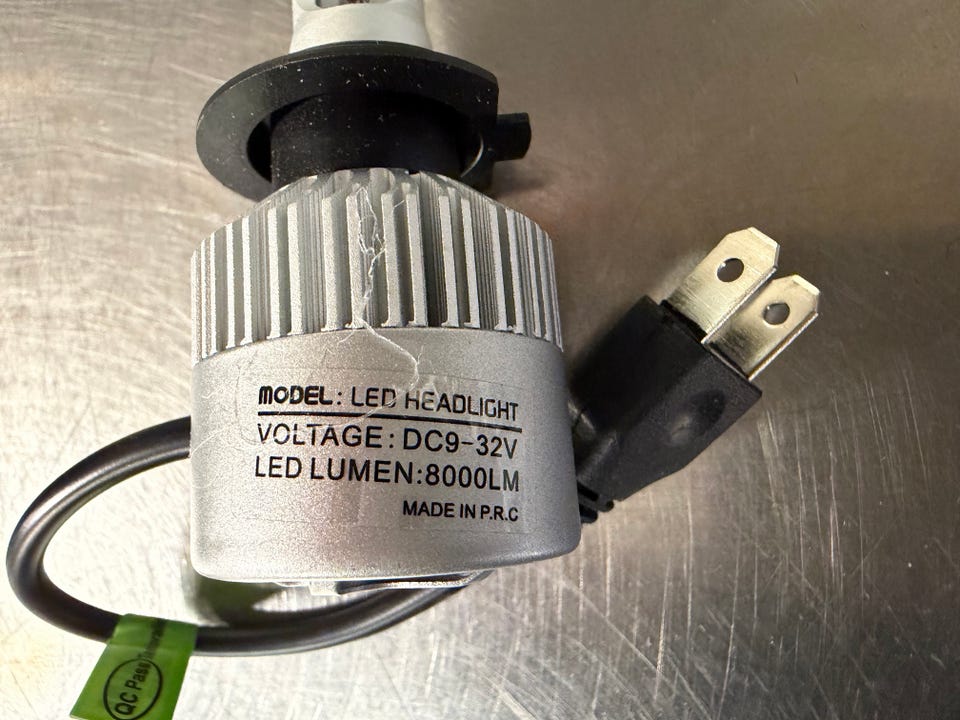 MODEL: LED HEADLIGHT
VOLTAGE: DC9-32V
LED LUMEN:8000LM
MADE IN P.R.C
QC Pass